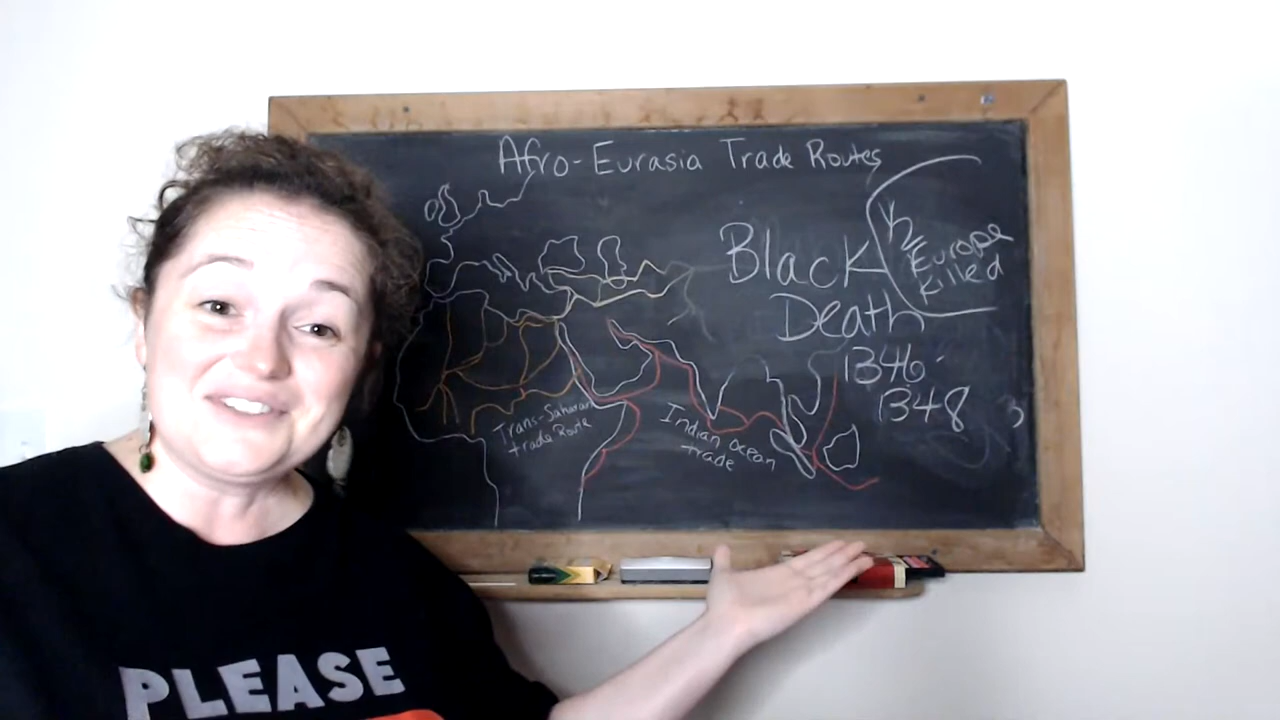 Afro-Eurasia Trade Routes
Black
Death
1346-
1348
1/2
Europe
Killed
Trans-Saharan
trade Route
Indian Ocean
trade
PLEASE